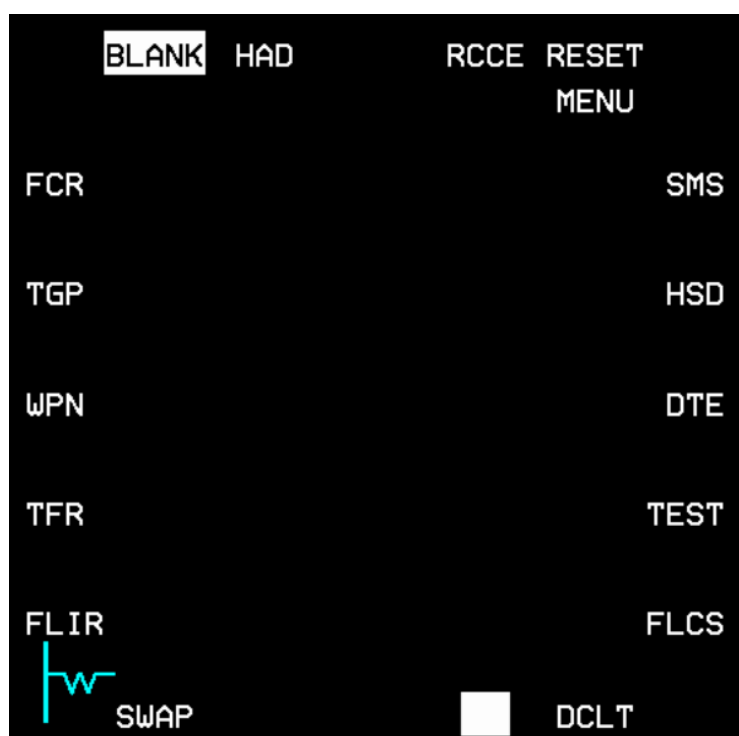 BLANK HAD RCCE RESET
MENU
FCR SMS
TGP HSD
WPN DTE
TFR TEST
FLIR FLCS
SWAP DCLT